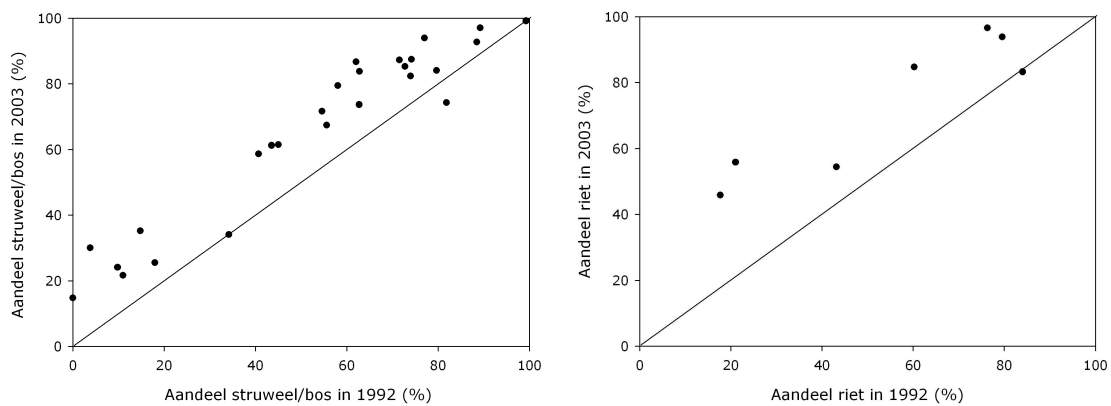 Aandeel struweel/bos in 2003 (%)
100
80
60
40
20
0
0 20 40 60 80 100
Aandeel struweel/bos in 1992 (%)
Aandeel riet in 2003 (%)
100
80
60
40
20
0
0 20 40 60 80 100
Aandeel riet in 1992 (%)